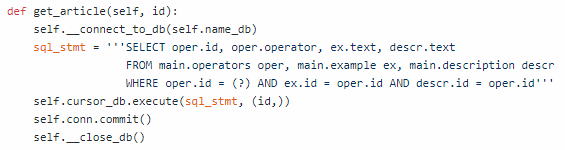 def get_article(self, id):
    self.__connect_to_db(self.name_db)
    sql_stmt = '''SELECT oper.id, oper.operator, ex.text, descr.text
                  FROM main.operators oper, main.example ex, main.description descr
                  WHERE oper.id = (?) AND ex.id = oper.id AND descr.id = oper.id'''
    self.cursor_db.execute(sql_stmt, (id,))
    self.conn.commit()
    self.__close_db()